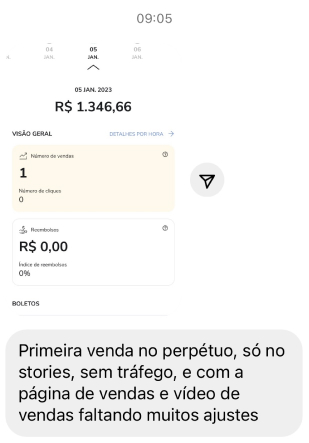 09:05
04 05 06
JAN. JAN. JAN.
05 JAN. 2023
R$ 1.346,66
VISÃO GERAL DETALHES POR HORA
Número de vendas
1
Número de cliques
0
Reembolsos
R$ 0,00
Índice de reembolsos
0%
BOLETOS
Primeira venda no perpétuo, só no
stories, sem tráfego, e com a
página de vendas e vídeo de
vendas faltando muitos ajustes